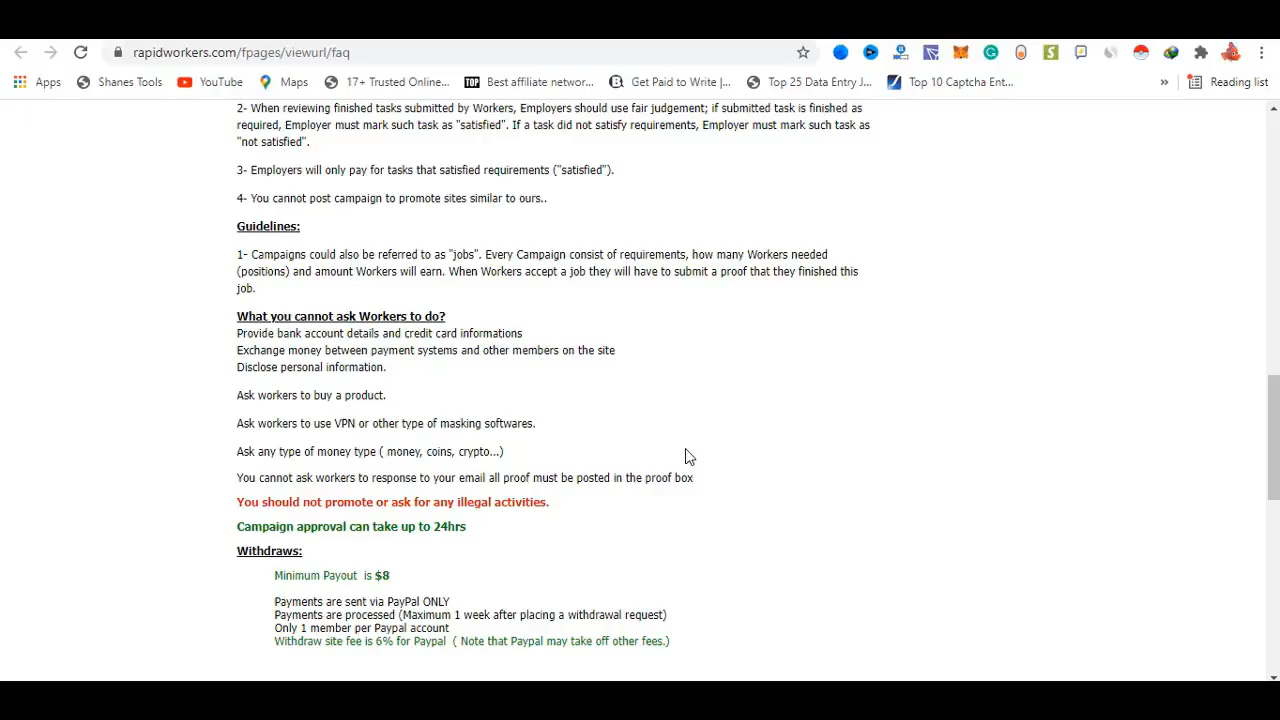 rapidworkers.com/fpages/viewurl/faq
Apps Shanes Tools YouTube Maps 17+ Trusted Online... TOP Best affiliate networ... Get Paid to Write |... Top 25 Data Entry J... Top 10 Captcha Ent... » Reading list
2- When reviewing finished tasks submitted by Workers, Employers should use fair judgement; if submitted task is finished as
required, Employer must mark such task as "satisfied". If a task did not satisfy requirements, Employer must mark such task as
"not satisfied".
3- Employers will only pay for tasks that satisfied requirements ("satisfied").
4- You cannot post campaign to promote sites similar to ours..
Guidelines:
1- Campaigns could also be referred to as "jobs". Every Campaign consist of requirements, how many Workers needed
(positions) and amount Workers will earn. When Workers accept a job they will have to submit a proof that they finished this
job.
What you cannot ask Workers to do?
Provide bank account details and credit card informations
Exchange money between payment systems and other members on the site
Disclose personal information.
Ask workers to buy a product.
Ask workers to use VPN or other type of masking softwares.
Ask any type of money type ( money, coins, crypto...)
You cannot ask workers to response to your email all proof must be posted in the proof box
You should not promote or ask for any illegal activities.
Campaign approval can take up to 24hrs
Withdraws:
Minimum Payout is $8
Payments are sent via PayPal ONLY
Payments are processed (Maximum 1 week after placing a withdrawal request)
Only 1 member per Paypal account
Withdraw site fee is 6% for Paypal ( Note that Paypal may take off other fees.)